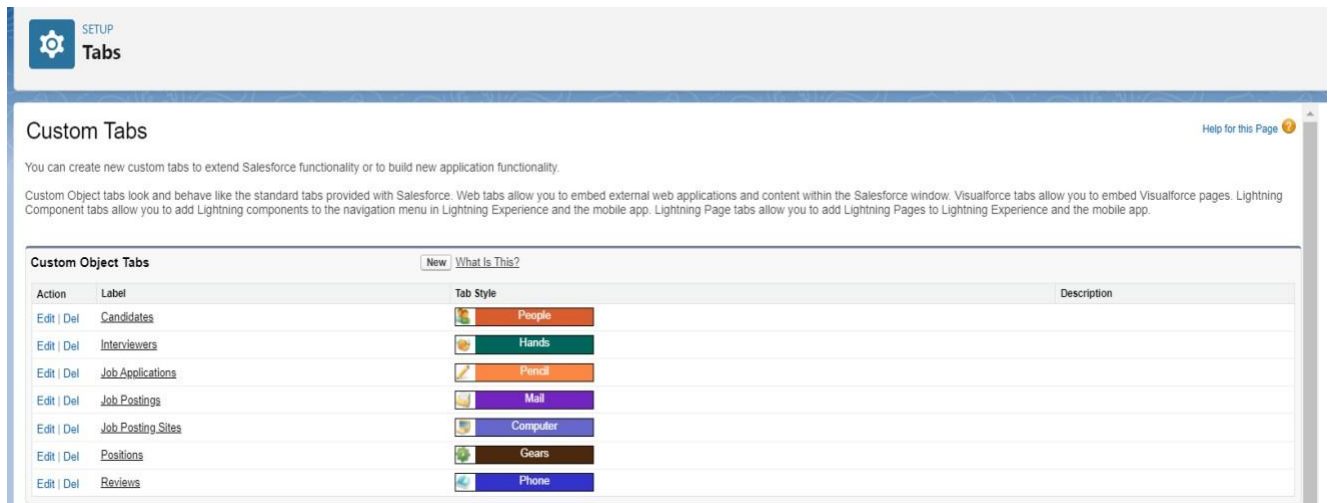 SETUP
Tabs
Custom Tabs
Help for this Page ?
You can create new custom tabs to extend Salesforce functionality or to build new application functionality.
Custom Object tabs look and behave like the standard tabs provided with Salesforce. Web tabs allow you to embed external web applications and content within the Salesforce window. Visualforce tabs allow you to embed Visualforce pages. Lightning
Component tabs allow you to add Lightning components to the navigation menu in Lightning Experience and the mobile app. Lightning Page tabs allow you to add Lightning Pages to Lightning Experience and the mobile app.
Custom Object Tabs New What Is This?
Action Label Tab Style Description
Edit | Del Candidates People
Edit | Del Interviewers Hands
Edit | Del Job Applications Pencil
Edit | Del Job Postings Mail
Edit | Del Job Posting Sites Computer
Edit | Del Positions Gears
Edit | Del Reviews Phone